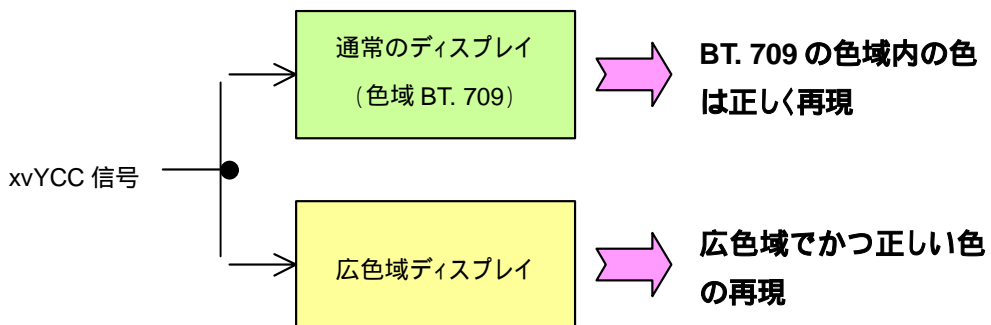 通常のディスプレイ
（色域 BT. 709）
BT. 709 の色域内の色
は正しく再現
xvYCC 信号
広色域ディスプレイ
広色域でかつ正しい色
の再現